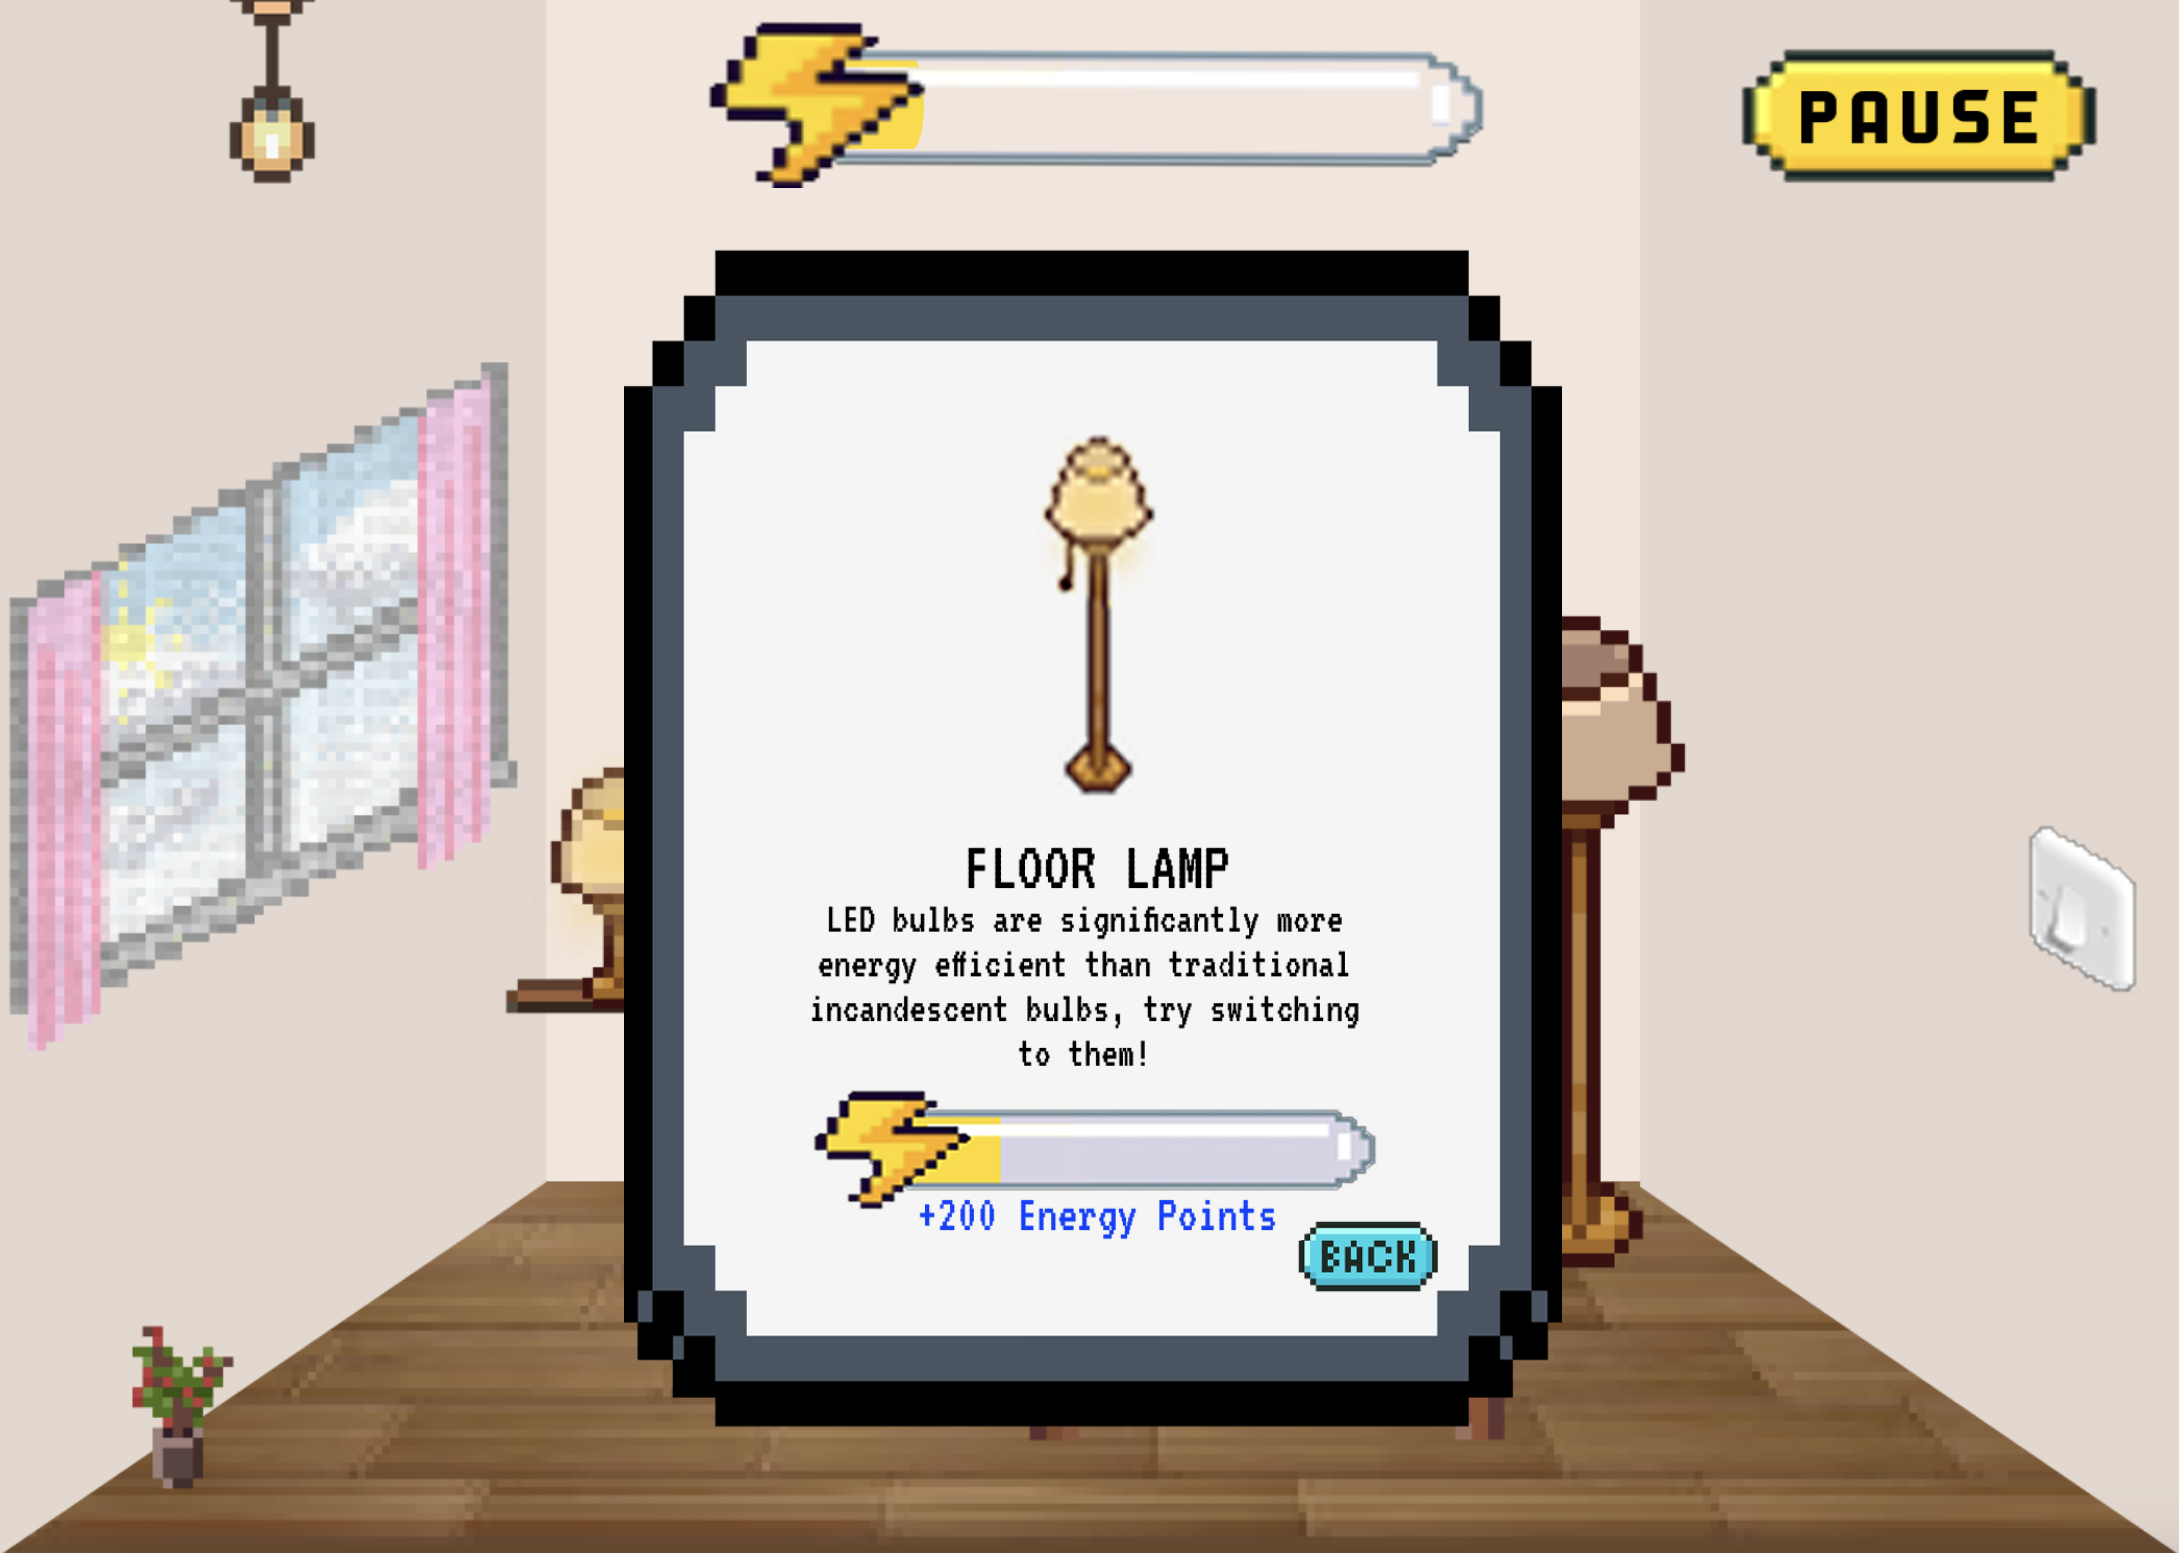 PAUSE
FLOOR LAMP
LED bulbs are significantly more
energy efficient than traditional
incandescent bulbs, try switching
to them!
+200 Energy Points
BACK